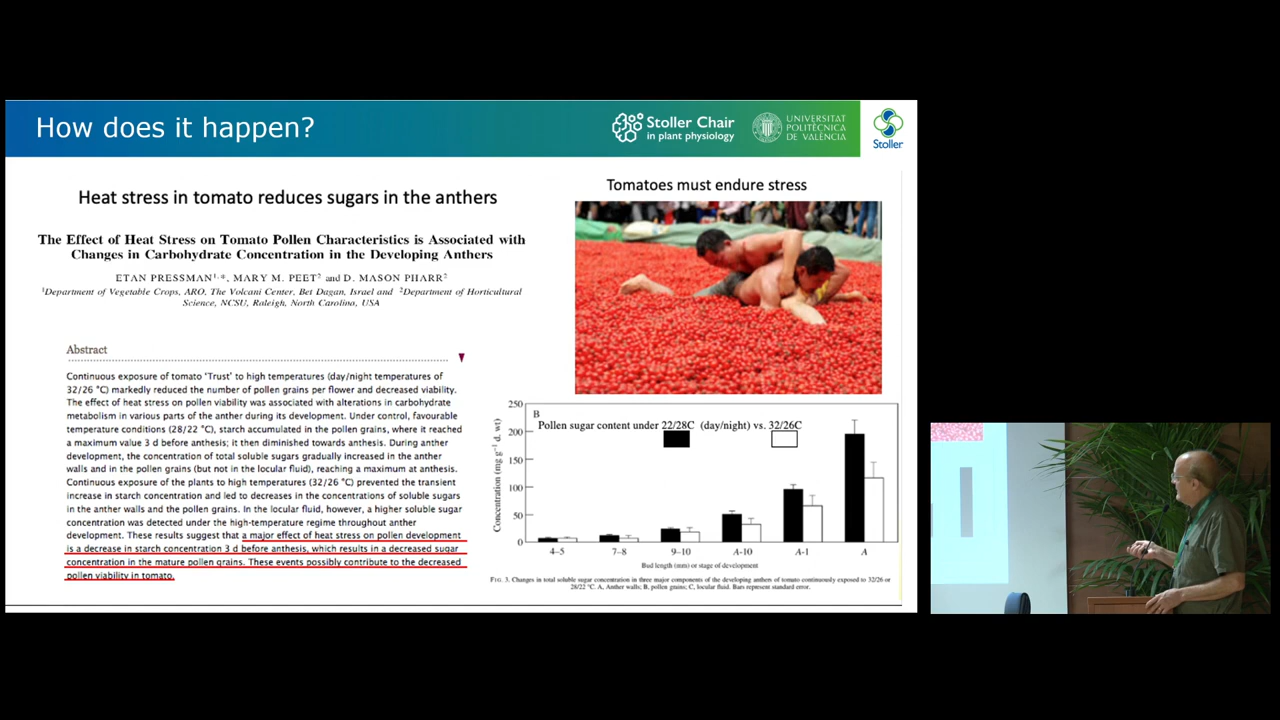 How does it happen?
Stoller Chair
in plant physiology
UNIVERSITAT
POLITÈCNICA
DE VALÈNCIA
Stoller
Heat stress in tomato reduces sugars in the anthers
The Effect of Heat Stress on Tomato Pollen Characteristics is Associated with
Changes in Carbohydrate Concentration in the Developing Anthers
ETAN PRESSMAN¹,*, MARY M. PEET² and D. MASON PHARR²
¹Department of Vegetable Crops, ARO, The Volcani Center, Bet Dagan, Israel and ²Department of Horticultural
Science, NCSU, Raleigh, North Carolina, USA
Abstract
Continuous exposure of tomato ‘Trust’ to high temperatures (day/night temperatures of
32/26 °C) markedly reduced the number of pollen grains per flower and decreased viability.
The effect of heat stress on pollen viability was associated with alterations in carbohydrate
metabolism in various parts of the anther during its development. Under control, favourable
temperature conditions (28/22 °C), starch accumulated in the pollen grains, where it reached
a maximum value 3 d before anthesis; it then diminished towards anthesis. During anther
development, the concentration of total soluble sugars gradually increased in the anther
walls and in the pollen grains (but not in the locular fluid), reaching a maximum at anthesis.
Continuous exposure of the plants to high temperatures (32/26 °C) prevented the transient
increase in starch concentration and led to decreases in the concentrations of soluble sugars
in the anther walls and the pollen grains. In the locular fluid, however, a higher soluble sugar
concentration was detected under the high-temperature regime throughout anther
development. These results suggest that a major effect of heat stress on pollen development
is a decrease in starch concentration 3 d before anthesis, which results in a decreased sugar
concentration in the mature pollen grains. These events possibly contribute to the decreased
pollen viability in tomato.
Tomatoes must endure stress
B
Pollen sugar content under 22/28C (day/night) vs. 32/26C
Concentration (mg g⁻¹ d. wt)
250
200
150
100
50
0
4–5 7–8 9–10 A-10 A-1 A
Bud length (mm) or stage of development
FIG. 3. Changes in total soluble sugar concentration in three major components of the developing anthers of tomato continuously exposed to 32/26 or
28/22 °C. A, Anther walls; B, pollen grains; C, locular fluid. Bars represent standard error.